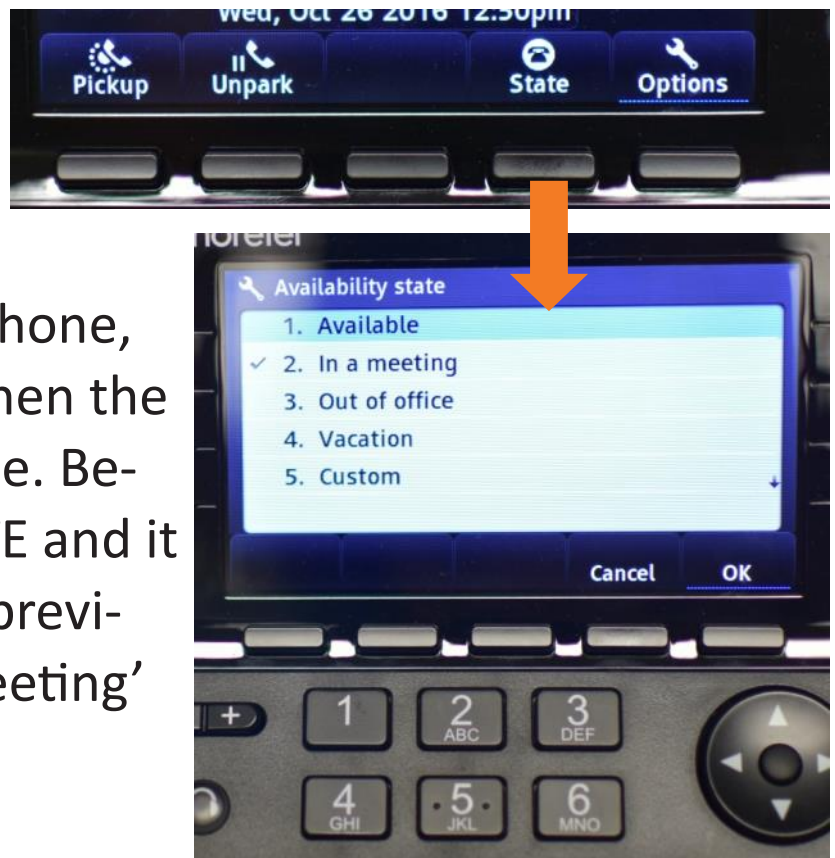 Wed, Oct 26 2016 12:30pm
Pickup Unpark State Options
Availability state
1. Available
✓ 2. In a meeting
3. Out of office
4. Vacation
5. Custom
Cancel OK
hone,
hen the
e. Be-
E and it
previ-
eeting’
+ 1 2 3
ABC DEF
4 5 6
GHI JKL MNO